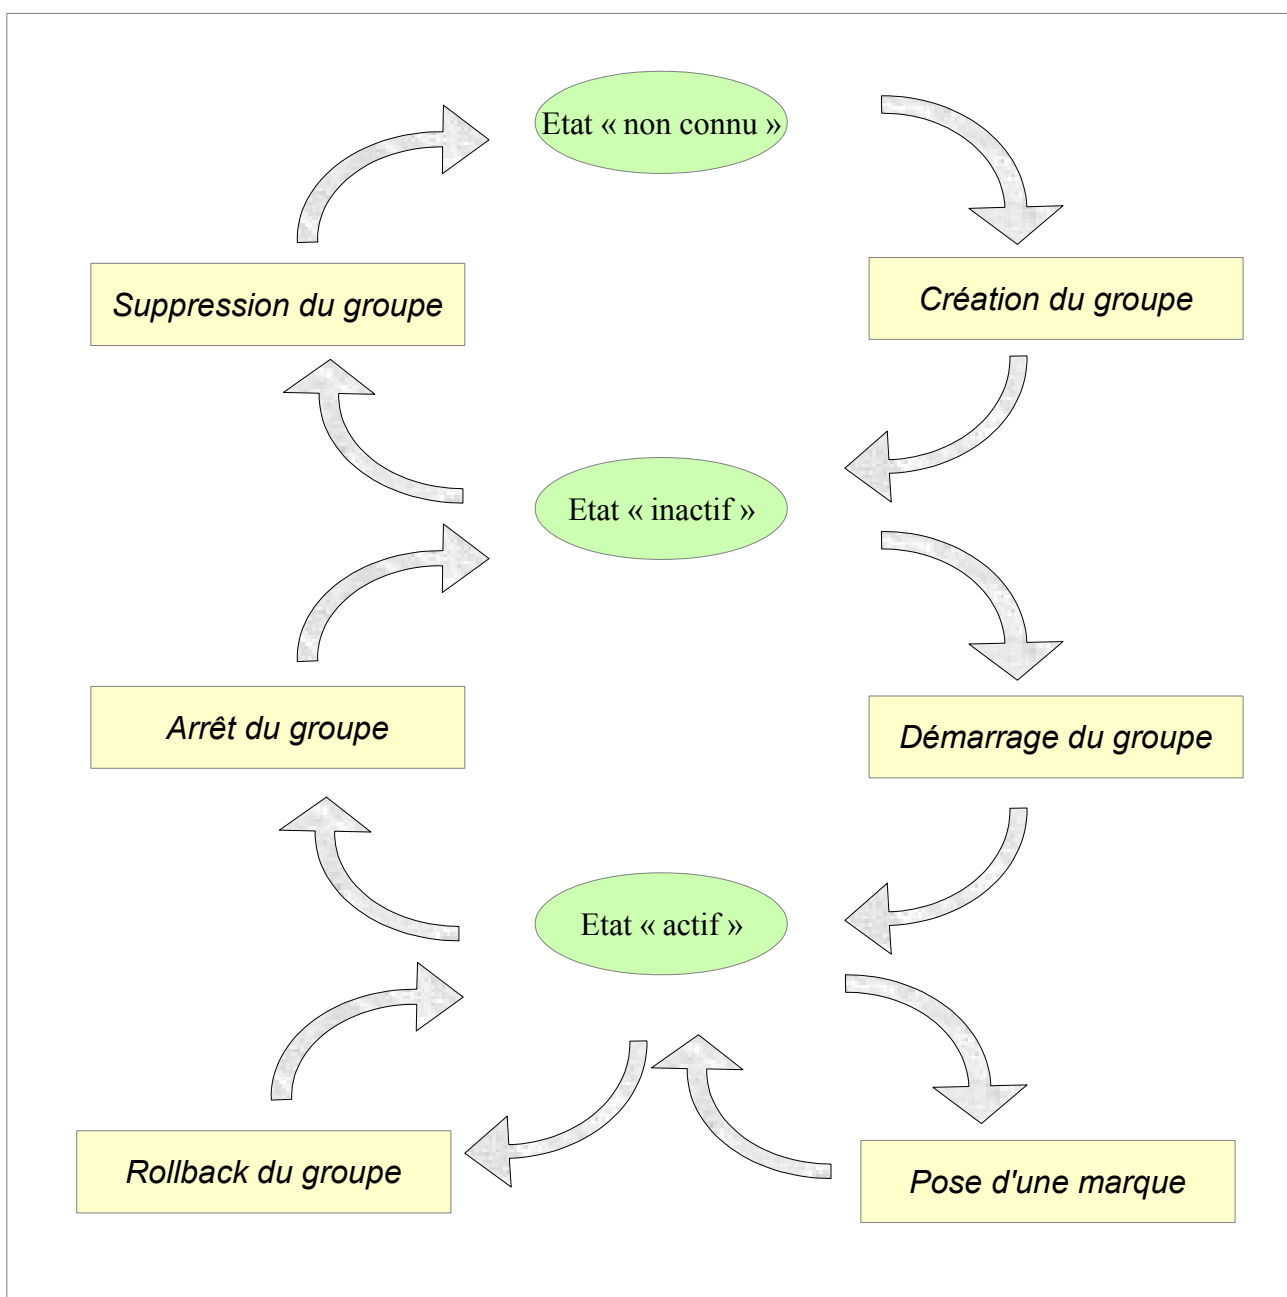 Etat « non connu »
Suppression du groupe
Création du groupe
Etat « inactif »
Arrêt du groupe
Démarrage du groupe
Etat « actif »
Rollback du groupe
Pose d'une marque